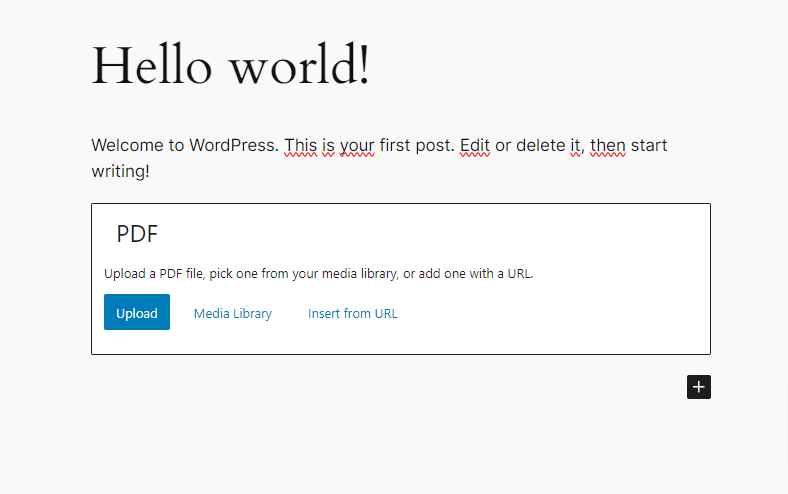 Hello world!
Welcome to WordPress. This is your first post. Edit or delete it, then start
writing!
PDF
Upload a PDF file, pick one from your media library, or add one with a URL.
Upload Media Library Insert from URL